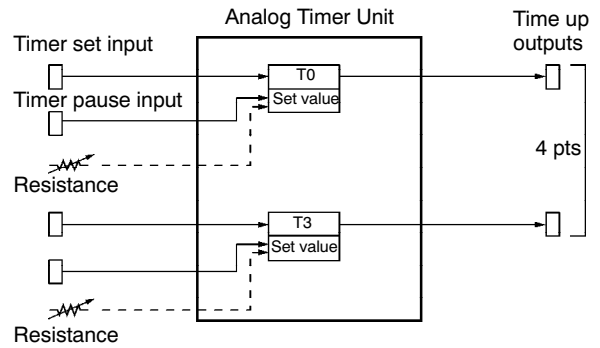 Analog Timer Unit
Time up
outputs
Timer set input
T0
Timer pause input
Set value
4 pts
Resistance
T3
Set value
Resistance